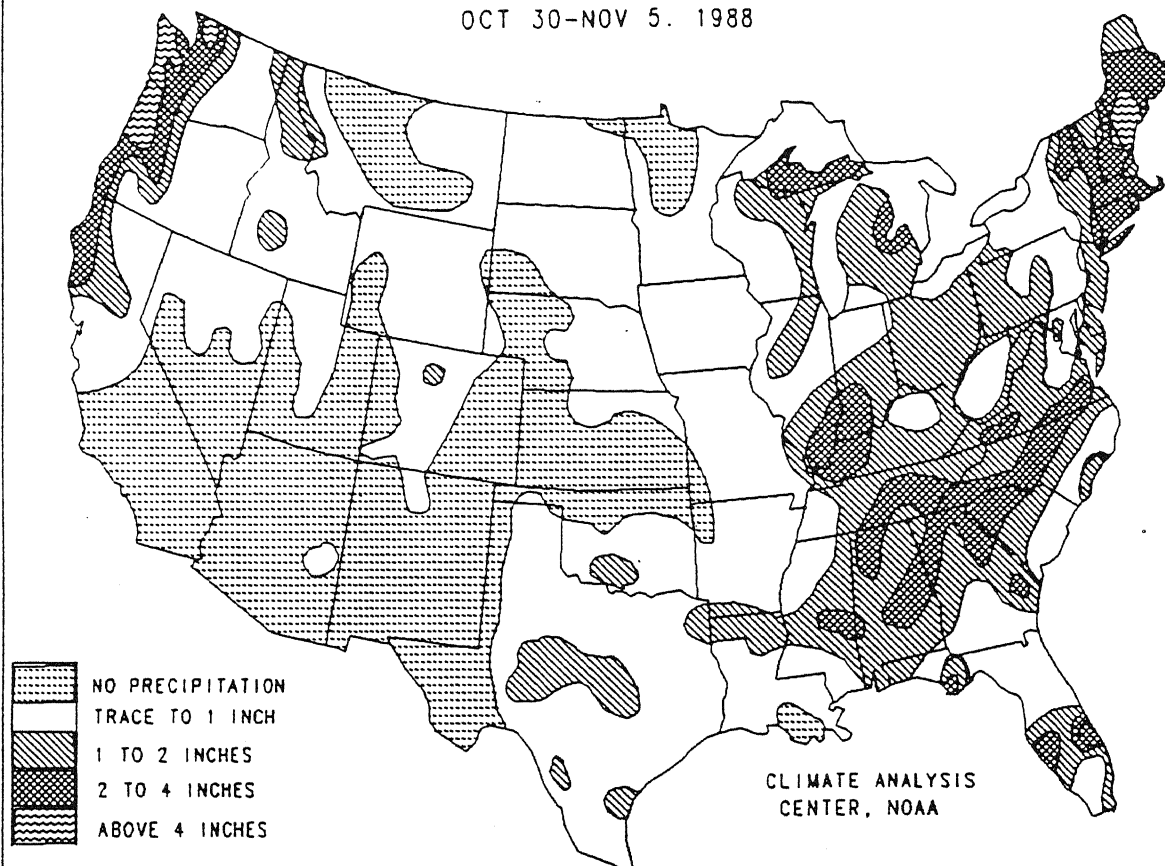 OCT 30-NOV 5. 1988
NO PRECIPITATION
TRACE TO 1 INCH
1 TO 2 INCHES
2 TO 4 INCHES
ABOVE 4 INCHES
CLIMATE ANALYSIS
CENTER, NOAA